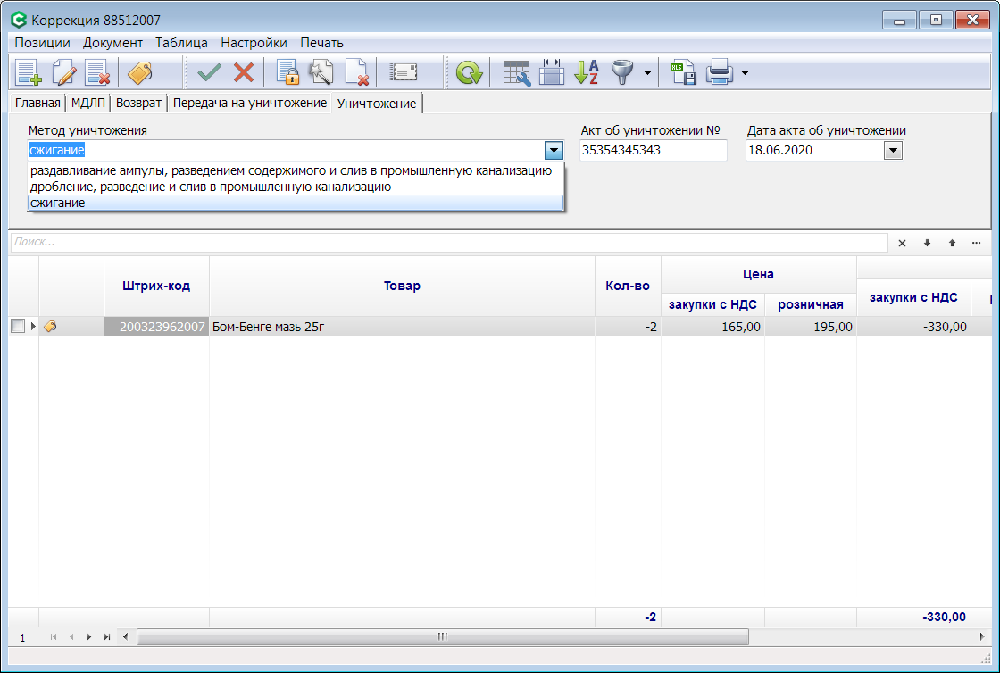 Коррекция 88512007
Позиции Документ Таблица Настройки Печать
XLS
Главная МДЛП Возврат Передача на уничтожение Уничтожение
Метод уничтожения Акт об уничтожении № Дата акта об уничтожении
сжигание 35354345343 18.06.2020
раздавливание ампулы, разведением содержимого и слив в промышленную канализацию
дробление, разведение и слив в промышленную канализацию
сжигание
Поиск...
Штрих-код Товар Кол-во Цена
закупки с НДС розничная закупки с НДС
200323962007 Бом-Бенге мазь 25г -2 165,00 195,00 -330,00
-2 -330,00
1